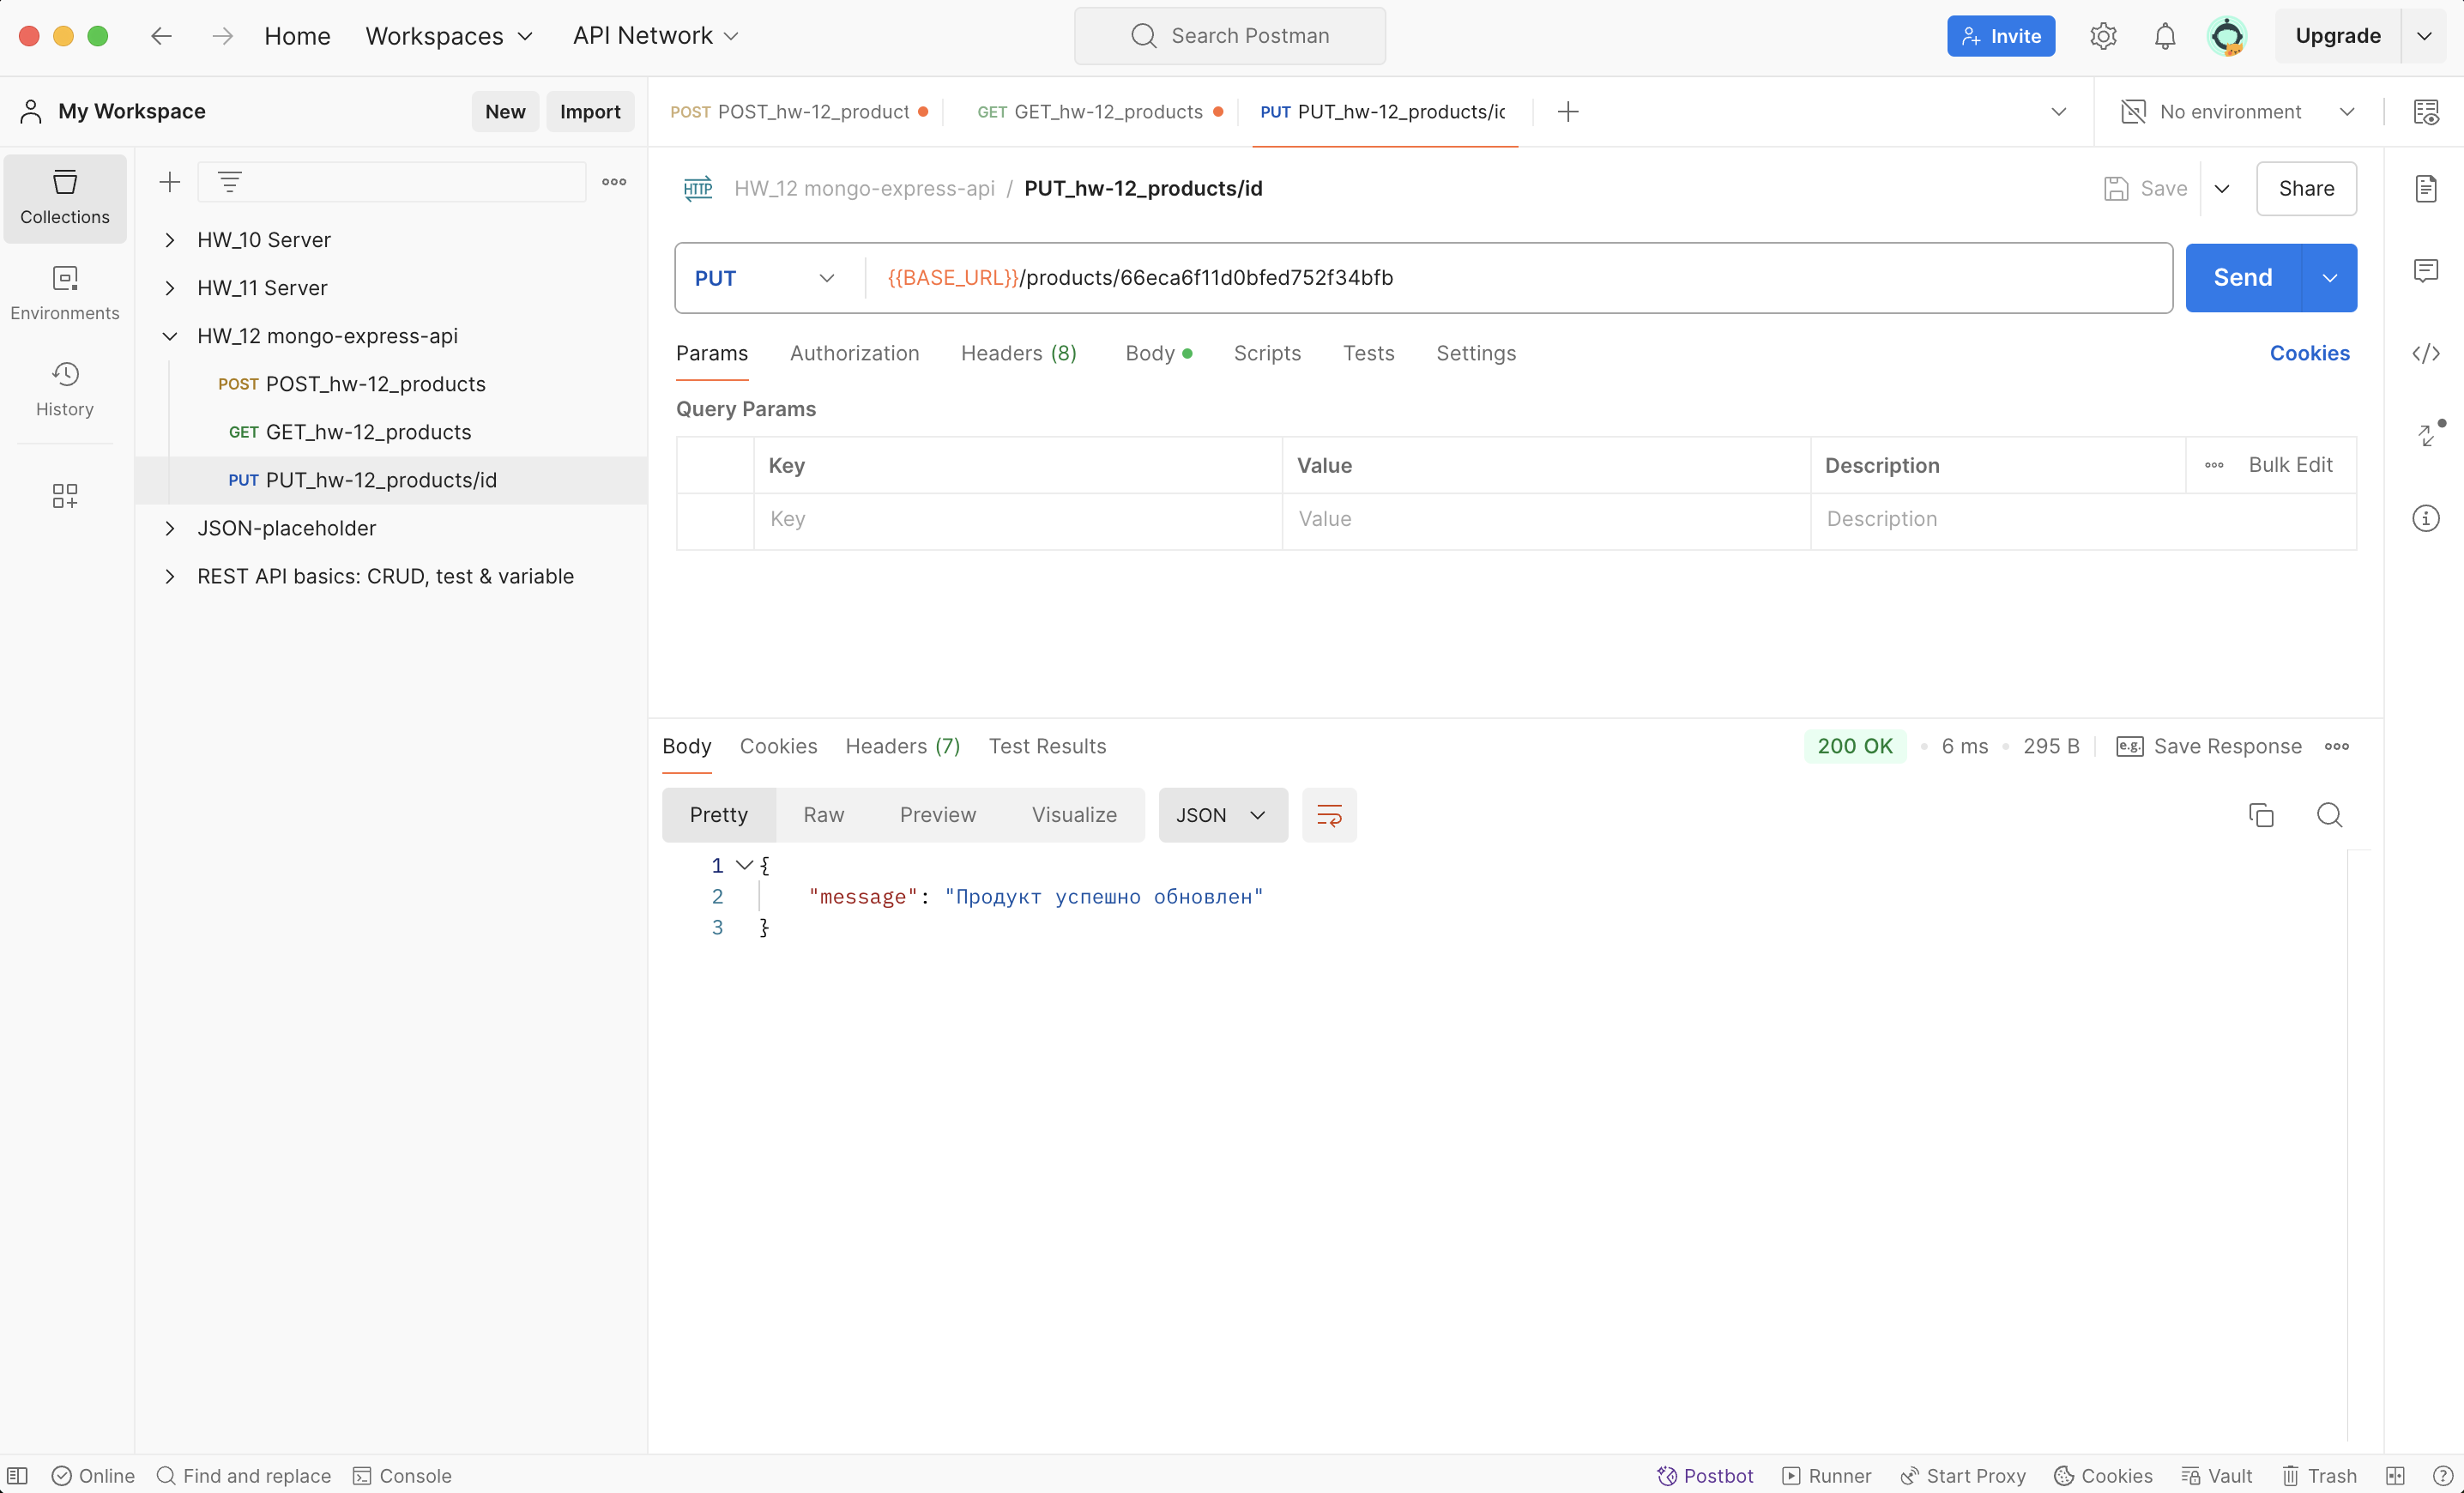 Home
Workspaces
API Network
Search Postman
Invite
Upgrade
My Workspace
New
Import
POST POST_hw-12_product
GET GET_hw-12_products
PUT PUT_hw-12_products/ic
No environment
Collections
Environments
History
HW_10 Server
HW_11 Server
HW_12 mongo-express-api
POST POST_hw-12_products
GET GET_hw-12_products
PUT PUT_hw-12_products/id
JSON-placeholder
REST API basics: CRUD, test & variable
HTTP HW_12 mongo-express-api / PUT_hw-12_products/id
Save
Share
PUT
{{BASE_URL}}/products/66eca6f11d0bfed752f34bfb
Send
Params Authorization Headers (8) Body Scripts Tests Settings
Cookies
Query Params
Key Value Description Bulk Edit
Key Value Description
Body Cookies Headers (7) Test Results
200 OK 6 ms 295 B e.g. Save Response
Pretty Raw Preview Visualize JSON
1 {
2 "message": "Продукт успешно обновлен"
3 }
Online Find and replace Console
Postbot Runner Start Proxy Cookies Vault Trash